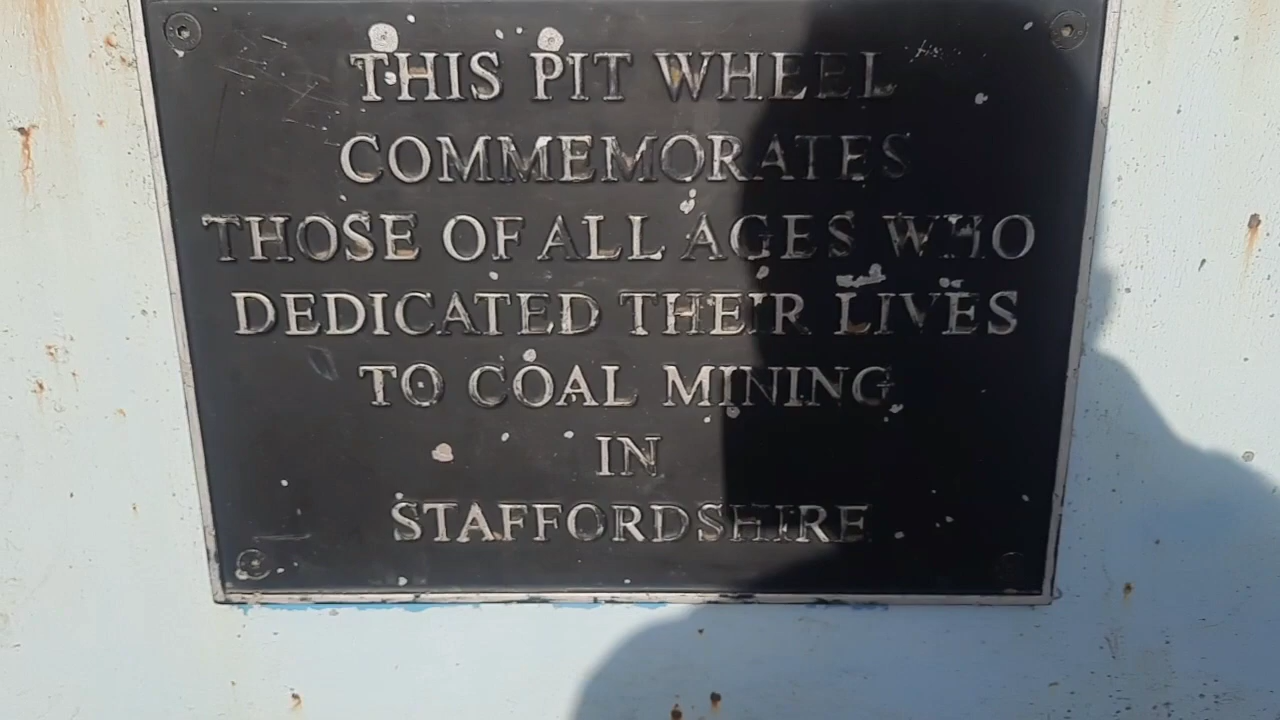 THIS PIT WHEEL
COMMEMORATES
THOSE OF ALL AGES WHO
DEDICATED THEIR LIVES
TO COAL MINING
IN
STAFFORDSHIRE